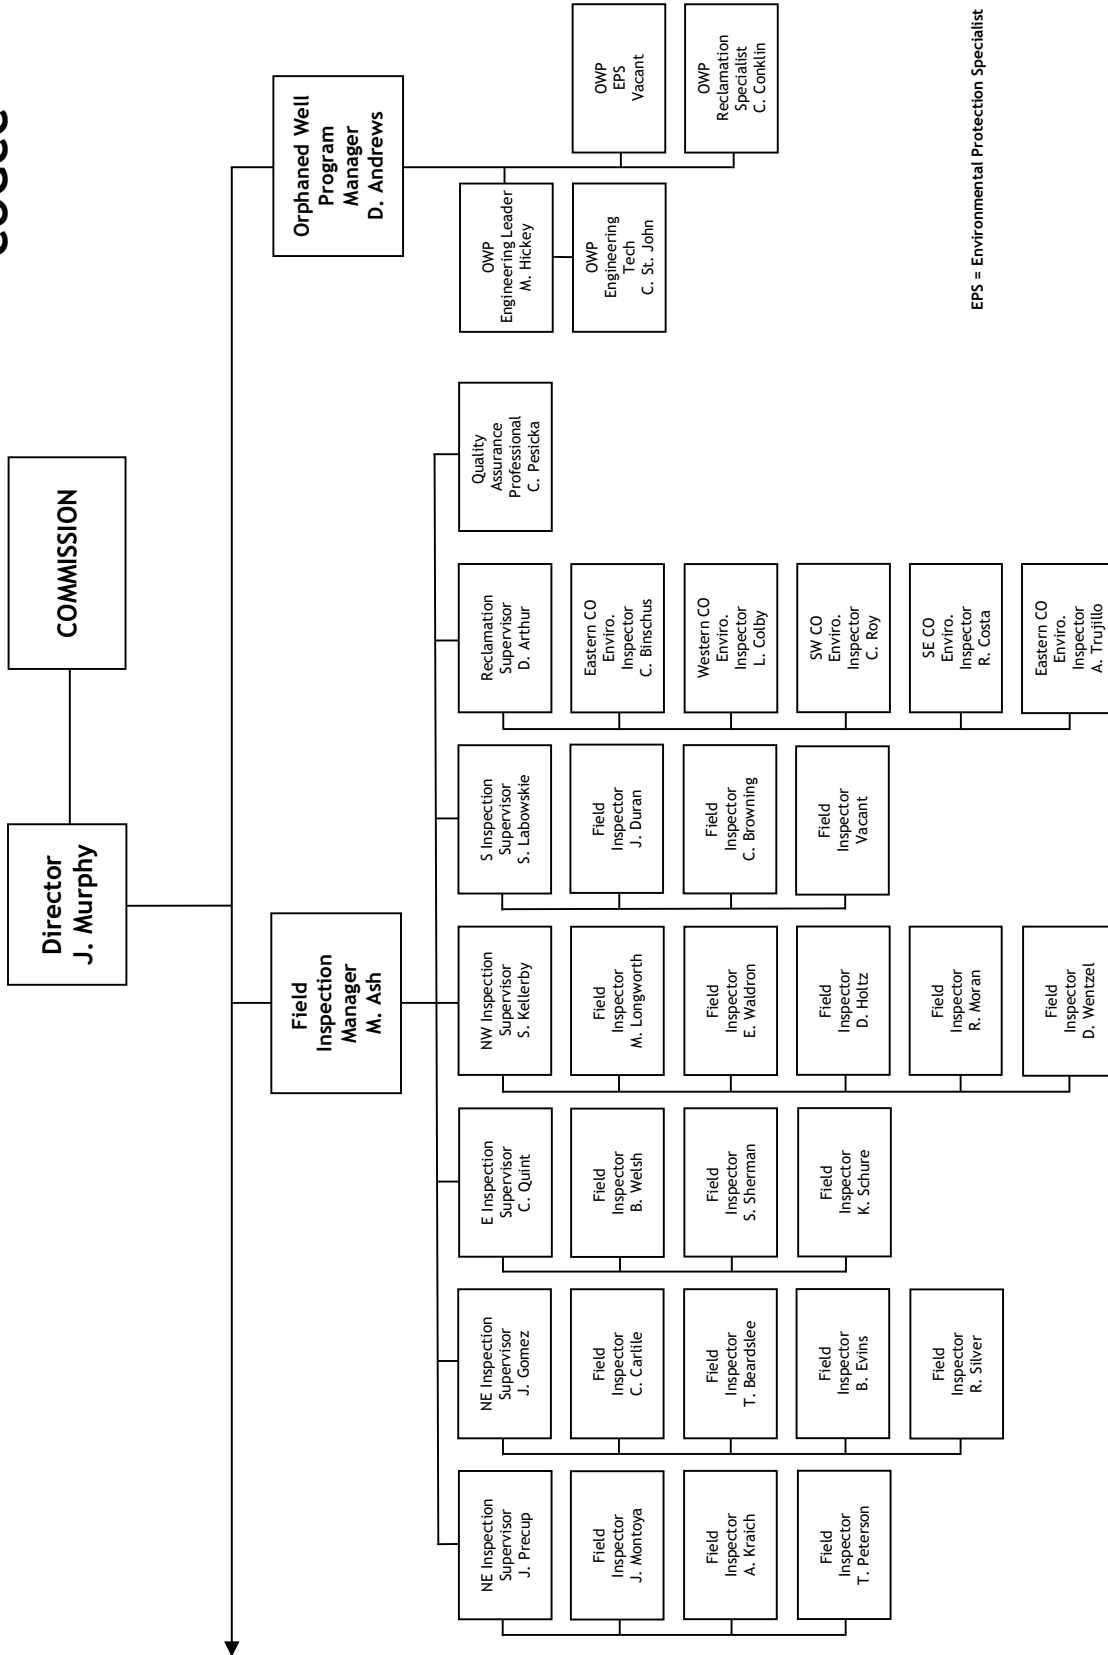 COMMISSION
Director
J. Murphy
Field
Inspection
Manager
M. Ash
Orphaned Well
Program
Manager
D. Andrews
NE Inspection
Supervisor
J. Precup
Field
Inspector
J. Montoya
Field
Inspector
A. Kraich
Field
Inspector
T. Peterson
NE Inspection
Supervisor
J. Gomez
Field
Inspector
C. Carlile
Field
Inspector
T. Beardslee
Field
Inspector
B. Evins
Field
Inspector
R. Silver
E Inspection
Supervisor
C. Quint
Field
Inspector
B. Welsh
Field
Inspector
S. Sherman
Field
Inspector
K. Schure
NW Inspection
Supervisor
S. Kellerby
Field
Inspector
M. Longworth
Field
Inspector
E. Waldron
Field
Inspector
D. Holtz
Field
Inspector
R. Moran
Field
Inspector
D. Wentzel
S Inspection
Supervisor
S. Labowskie
Field
Inspector
J. Duran
Field
Inspector
C. Browning
Field
Inspector
Vacant
Reclamation
Supervisor
D. Arthur
Eastern CO
Enviro.
Inspector
C. Binschus
Western CO
Enviro.
Inspector
L. Colby
SW CO
Enviro.
Inspector
C. Roy
SE CO
Enviro.
Inspector
R. Costa
Eastern CO
Enviro.
Inspector
A. Trujillo
Quality
Assurance
Professional
C. Pesicka
OWP
Engineering Leader
M. Hickey
OWP
Engineering
Tech
C. St. John
OWP
EPS
Vacant
OWP
Reclamation
Specialist
C. Conklin
EPS = Environmental Protection Specialist